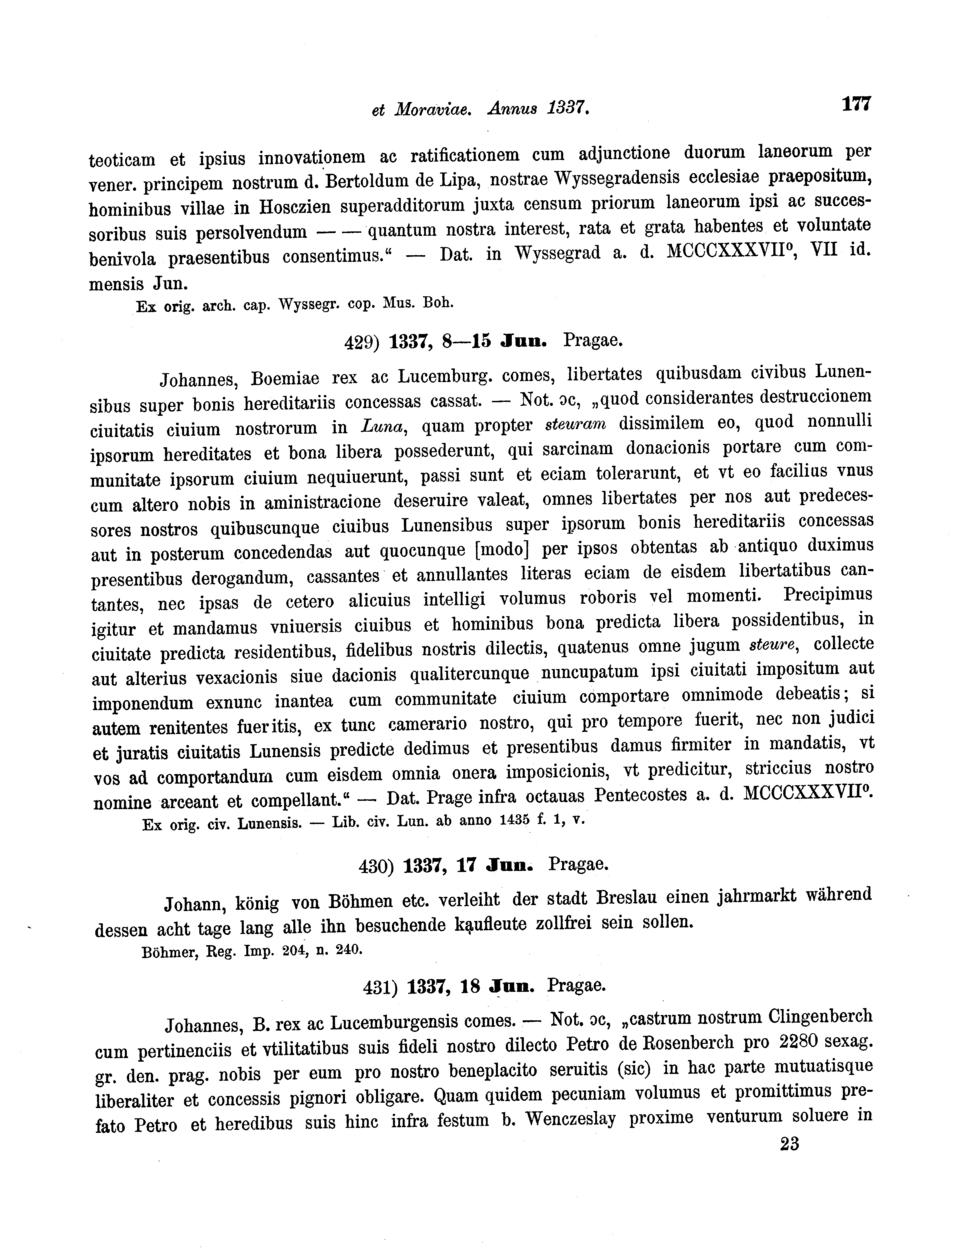 et Moraviae. Annus 1337. 177
teoticam et ipsius innovationem ac ratificationem cum adjunctione duorum laneorum per
vener. principem nostrum d. Bertoldum de Lipa, nostrae Wyssegradensis ecclesiae praepositum,
hominibus villae in Hosczien superadditorum juxta censum priorum laneorum ipsi ac succes-
soribus suis persolvendum — — quantum nostra interest, rata et grata habentes et voluntate
benivola praesentibus consentimus.“ — Dat. in Wyssegrad a. d. MCCCXXXVII⁰, VII id.
mensis Jun.
Ex orig. arch. cap. Wyssegr. cop. Mus. Boh.
429) 1337, 8—15 Jun. Pragae.
Johannes, Boemiae rex ac Lucemburg. comes, libertates quibusdam civibus Lunen-
sibus super bonis hereditariis concessas cassat. — Not. ɔc, „quod considerantes destruccionem
ciuitatis ciuium nostrorum in Luna, quam propter steuram dissimilem eo, quod nonnulli
ipsorum hereditates et bona libera possederunt, qui sarcinam donacionis portare cum com-
munitate ipsorum ciuium nequiuerunt, passi sunt et eciam tolerarunt, et vt eo facilius vnus
cum altero nobis in aministracione deseruire valeat, omnes libertates per nos aut predeces-
sores nostros quibuscunque ciuibus Lunensibus super ipsorum bonis hereditariis concessas
aut in posterum concedendas aut quocunque [modo] per ipsos obtentas ab antiquo duximus
presentibus derogandum, cassantes et annullantes literas eciam de eisdem libertatibus can-
tantes, nec ipsas de cetero alicuius intelligi volumus roboris vel momenti. Precipimus
igitur et mandamus vniuersis ciuibus et hominibus bona predicta libera possidentibus, in
ciuitate predicta residentibus, fidelibus nostris dilectis, quatenus omne jugum steure, collecte
aut alterius vexacionis siue dacionis qualitercunque nuncupatum ipsi ciuitati impositum aut
imponendum exnunc inantea cum communitate ciuium comportare omnimode debeatis; si
autem renitentes fueritis, ex tunc camerario nostro, qui pro tempore fuerit, nec non judici
et juratis ciuitatis Lunensis predicte dedimus et presentibus damus firmiter in mandatis, vt
vos ad comportandum cum eisdem omnia onera imposicionis, vt predicitur, striccius nostro
nomine arceant et compellant.“ — Dat. Prage infra octauas Pentecostes a. d. MCCCXXXVII⁰.
Ex orig. civ. Lunensis. — Lib. civ. Lun. ab anno 1435 f. 1, v.
430) 1337, 17 Jun. Pragae.
Johann, könig von Böhmen etc. verleiht der stadt Breslau einen jahrmarkt während
dessen acht tage lang alle ihn besuchende kaufleute zollfrei sein sollen.
Böhmer, Reg. Imp. 204, n. 240.
431) 1337, 18 Jun. Pragae.
Johannes, B. rex ac Lucemburgensis comes. — Not. ɔc, „castrum nostrum Clingenberch
cum pertinenciis et vtilitatibus suis fideli nostro dilecto Petro de Rosenberch pro 2280 sexag.
gr. den. prag. nobis per eum pro nostro beneplacito seruitis (sic) in hac parte mutuatisque
liberaliter et concessis pignori obligare. Quam quidem pecuniam volumus et promittimus pre-
fato Petro et heredibus suis hinc infra festum b. Wenczeslay proxime venturum soluere in
23